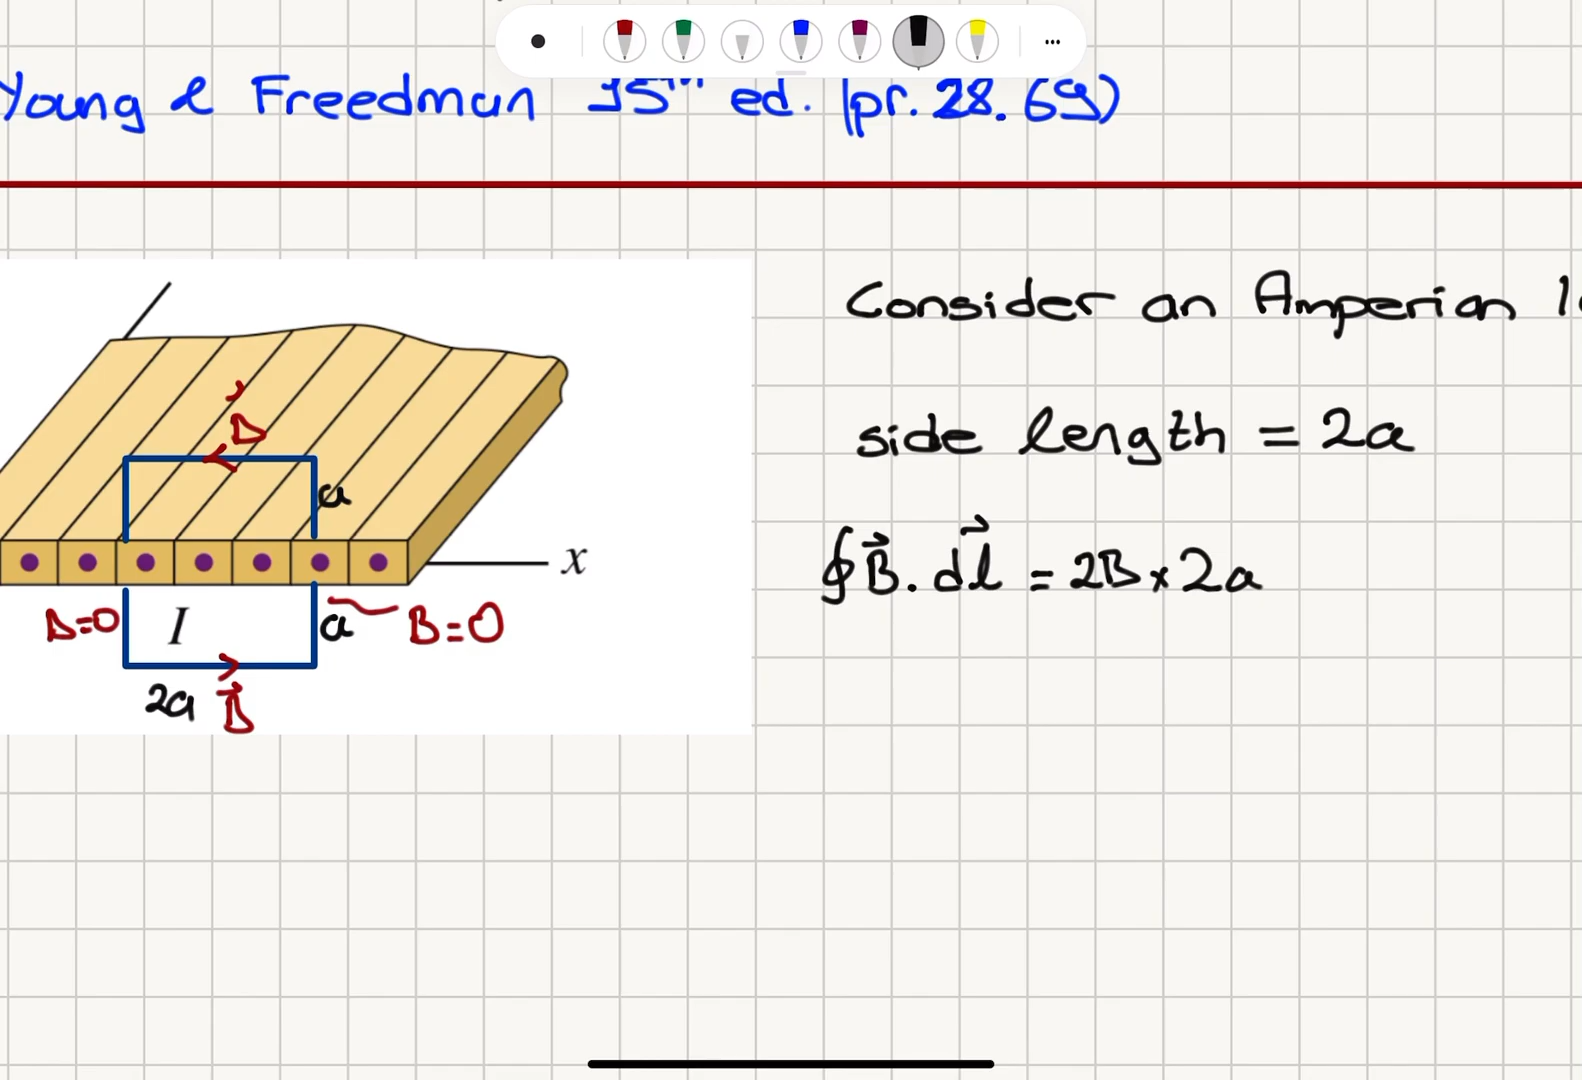 Young & Freedman 15th ed. (pr. 28.69)
Consider an Amperian
side length = 2a
∮B⃗. dl⃗ = 2B × 2a
B
a
x
B=0 I a B=0
2a B⃗